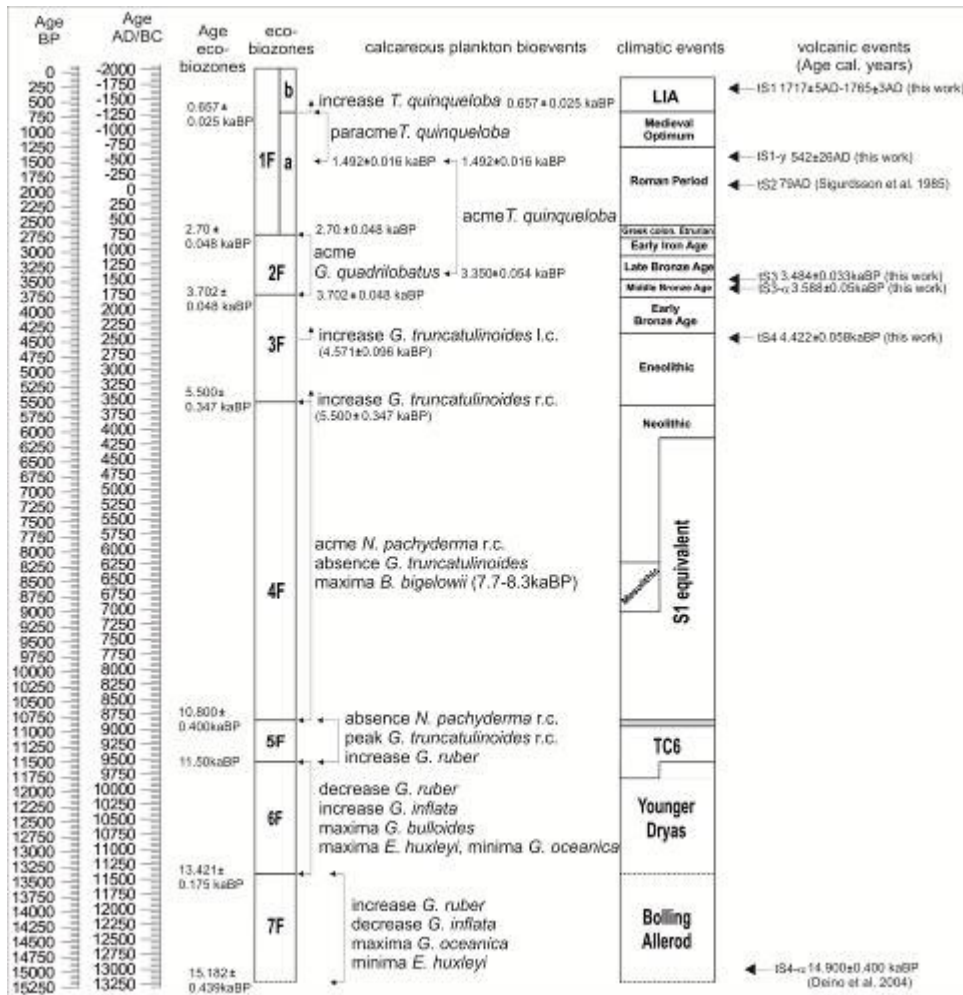 Age
BP
Age
AD/BC
Age
eco-
biozones
eco-
biozones
calcareous plankton bioevents
climatic events
volcanic events
(Age cal. years)
0
250
500
750
1000
1250
1500
1750
2000
2250
2500
2750
3000
3250
3500
3750
4000
4250
4500
4750
5000
5250
5500
5750
6000
6250
6500
6750
7000
7250
7500
7750
8000
8250
8500
8750
9000
9250
9500
9750
10000
10250
10500
10750
11000
11250
11500
11750
12000
12250
12500
12750
13000
13250
13500
13750
14000
14250
14500
14750
15000
15250
-2000
-1750
-1500
-1250
-1000
-750
-500
-250
0
250
500
750
1000
1250
1500
1750
2000
2250
2500
2750
3000
3250
3500
3750
4000
4250
4500
4750
5000
5250
5500
5750
6000
6250
6500
6750
7000
7250
7500
7750
8000
8250
8500
8750
9000
9250
9500
9750
10000
10250
10500
10750
11000
11250
11500
11750
12000
12250
12500
12750
13000
13250
0.657±
0.025 kaBP
2.70±
0.048 kaBP
3.702±
0.048 kaBP
5.500±
0.347 kaBP
10.800±
0.400kaBP
11.50kaBP
13.421±
0.175 kaBP
15.182±
0.439kaBP
b
1F
a
2F
3F
4F
5F
6F
7F
increase T. quinqueloba 0.657±0.025 kaBP
paracmeT. quinqueloba
1.492±0.016 kaBP
1.492±0.016 kaBP
acmeT. quinqueloba
2.70±0.048 kaBP
acme
G. quadrilobatus
3.350±0.054 kaBP
3.702±0.048 kaBP
increase G. truncatulinoides l.c.
(4.571±0.096 kaBP)
increase G. truncatulinoides r.c.
(5.500±0.347 kaBP)
acme N. pachyderma r.c.
absence G. truncatulinoides
maxima B. bigelowii (7.7-8.3kaBP)
absence N. pachyderma r.c.
peak G. truncatulinoides r.c.
increase G. ruber
decrease G. ruber
increase G. inflata
maxima G. bulloides
maxima E. huxleyi, minima G. oceanica
increase G. ruber
decrease G. inflata
maxima G. oceanica
minima E. huxleyi
LIA
Medieval
Optimum
Roman Period
Greek colon. Etrurian
Early Iron Age
Late Bronze Age
Middle Bronze Age
Early
Bronze Age
Eneolithic
Neolithic
Mesolithic
S1 equivalent
TC6
Younger
Dryas
Bolling
Allerod
tS1 1717±5AD-1765±3AD (this work)
tS1-γ 542±26AD (this work)
tS2 79AD (Sigurdsson et al. 1985)
tS3 3.484±0.033kaBP (this work)
tS3-α 3.588±0.05kaBP (this work)
tS4 4.422±0.058kaBP (this work)
tS4-α 14.900±0.400 kaBP
(Deino et al. 2004)